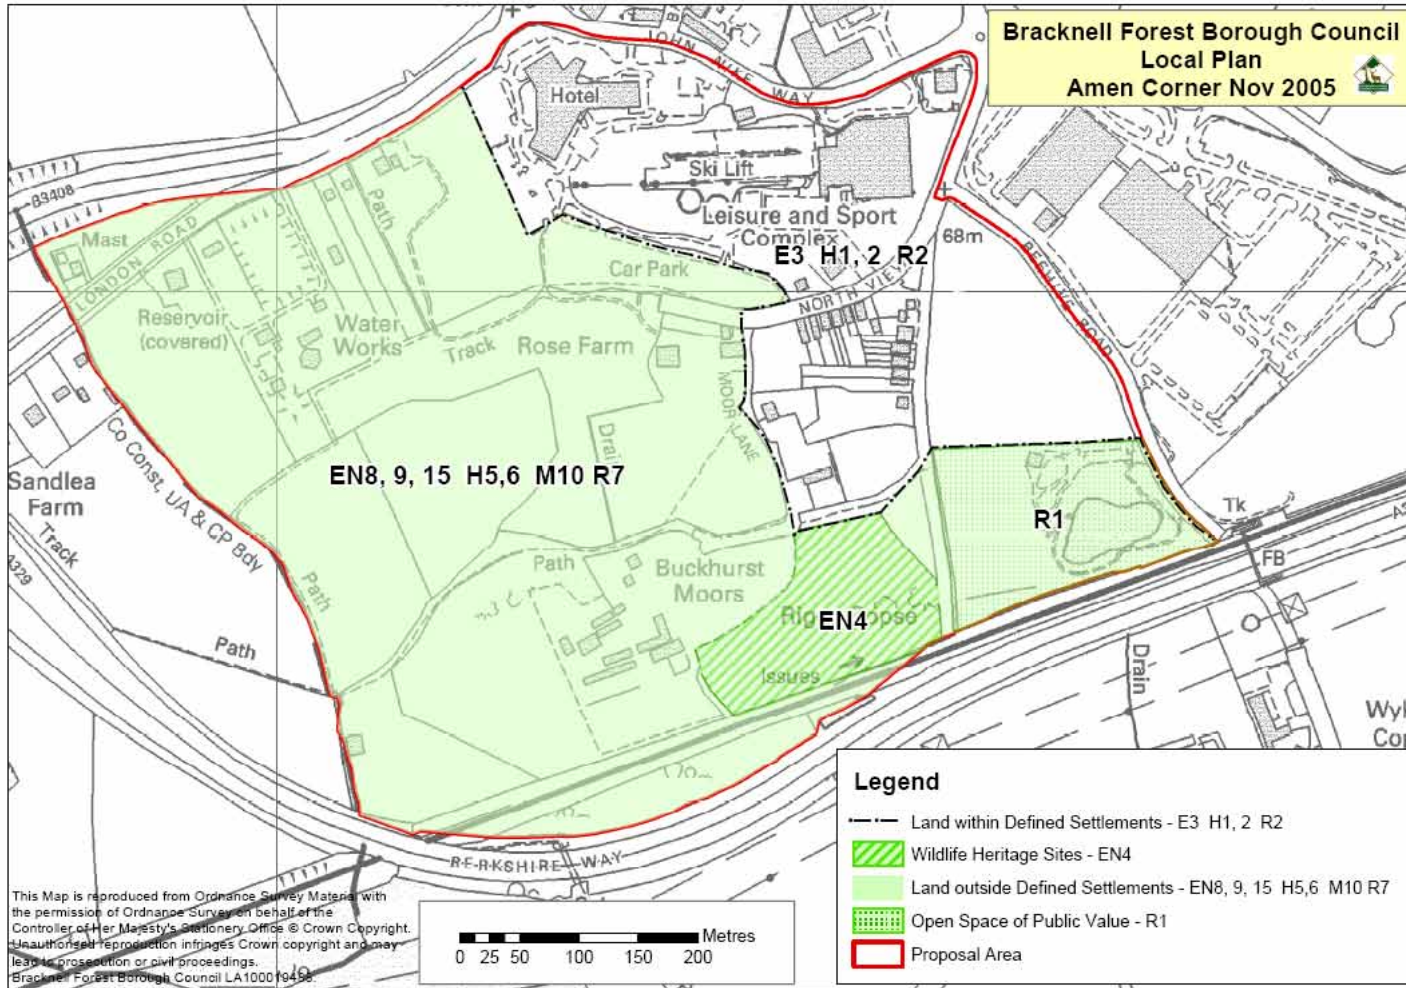 Bracknell Forest Borough Council
Local Plan
Amen Corner Nov 2005
JOHN NIKE WAY
Hotel
Ski Lift
B3408
Path
Leisure and Sport
Complex
68m
Mast
LONDON ROAD
E3 H1, 2 R2
Car Park
BEEHIVE ROAD
NORTH VIEW
Reservoir
(covered)
Water
Works
Track
Rose Farm
MOOR LANE
Drain
Co Const, UA & CP Bdy
EN8, 9, 15 H5,6 M10 R7
Sandlea
Farm
Track
R1
Tk
FB
A329
Path
Path
Buckhurst
Moors
EN4
Path
Issues
Drain
BERKSHIRE WAY
Legend
Land within Defined Settlements - E3 H1, 2 R2
Wildlife Heritage Sites - EN4
Land outside Defined Settlements - EN8, 9, 15 H5,6 M10 R7
Open Space of Public Value - R1
Proposal Area
Metres
0 25 50 100 150 200
This Map is reproduced from Ordnance Survey Material with
the permission of Ordnance Survey on behalf of the
Controller of Her Majesty's Stationery Office © Crown Copyright.
Unauthorised reproduction infringes Crown copyright and may
lead to prosecution or civil proceedings.
Bracknell Forest Borough Council